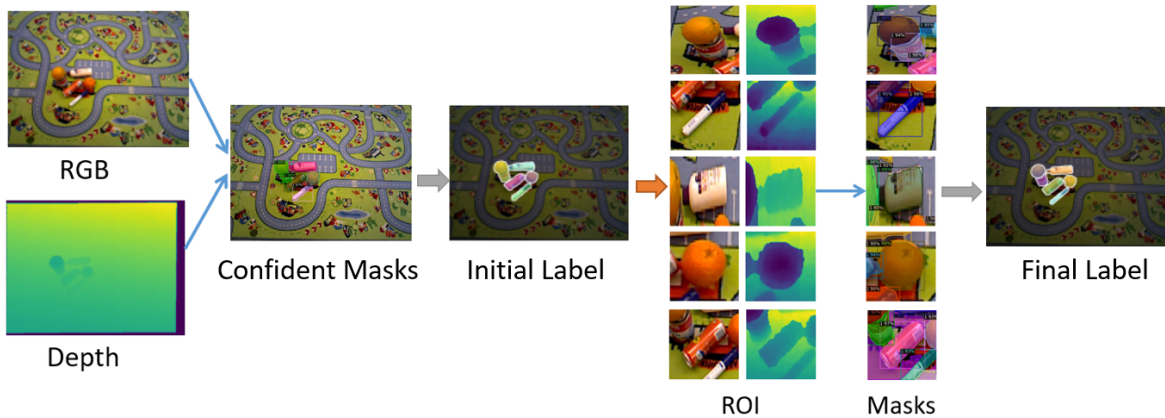 RGB
Depth
Confident Masks
Initial Label
ROI
Masks
Final Label